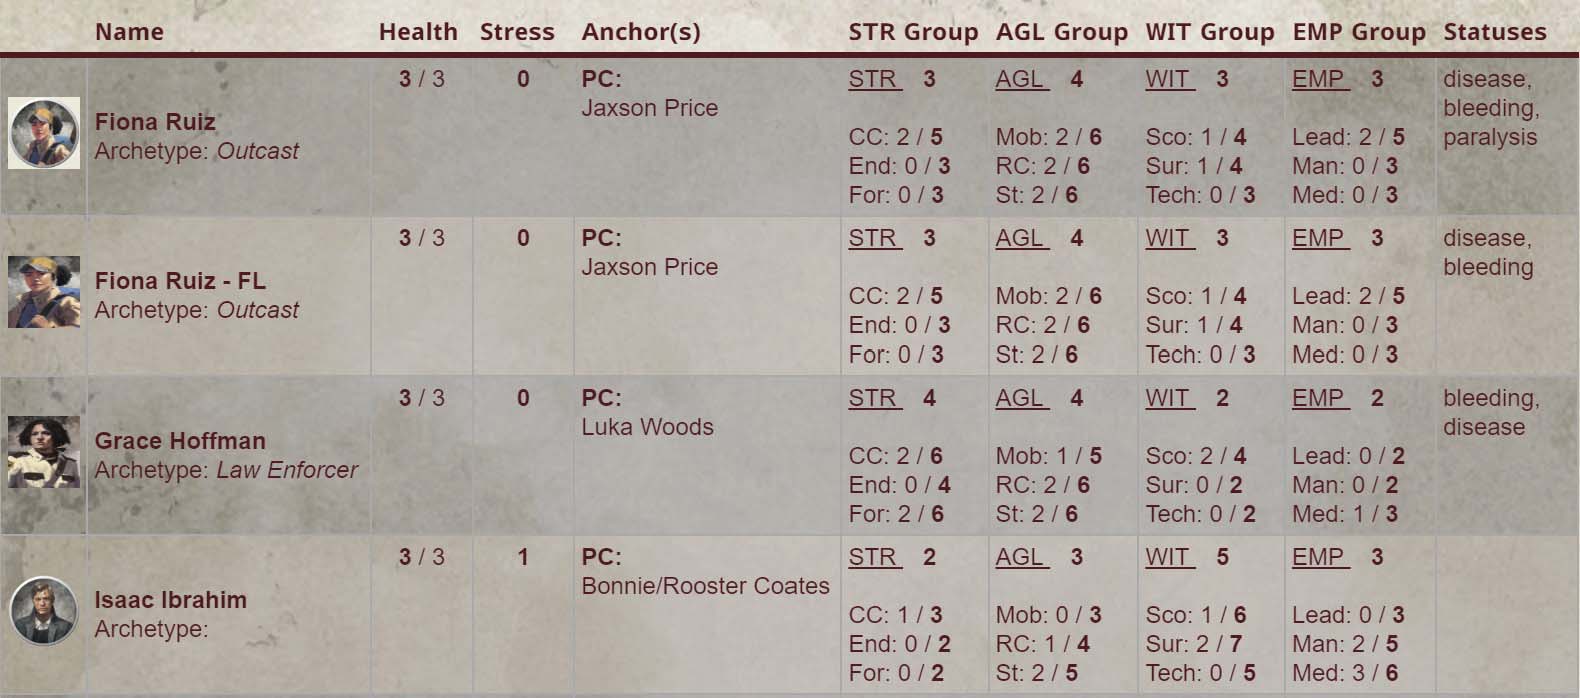 Name Health Stress Anchor(s) STR Group AGL Group WIT Group EMP Group Statuses
Fiona Ruiz
Archetype: Outcast
3 / 3
0
PC:
Jaxson Price
STR 3
CC: 2 / 5
End: 0 / 3
For: 0 / 3
AGL 4
Mob: 2 / 6
RC: 2 / 6
St: 2 / 6
WIT 3
Sco: 1 / 4
Sur: 1 / 4
Tech: 0 / 3
EMP 3
Lead: 2 / 5
Man: 0 / 3
Med: 0 / 3
disease,
bleeding,
paralysis
Fiona Ruiz - FL
Archetype: Outcast
3 / 3
0
PC:
Jaxson Price
STR 3
CC: 2 / 5
End: 0 / 3
For: 0 / 3
AGL 4
Mob: 2 / 6
RC: 2 / 6
St: 2 / 6
WIT 3
Sco: 1 / 4
Sur: 1 / 4
Tech: 0 / 3
EMP 3
Lead: 2 / 5
Man: 0 / 3
Med: 0 / 3
disease,
bleeding
Grace Hoffman
Archetype: Law Enforcer
3 / 3
0
PC:
Luka Woods
STR 4
CC: 2 / 6
End: 0 / 4
For: 2 / 6
AGL 4
Mob: 1 / 5
RC: 2 / 6
St: 2 / 6
WIT 2
Sco: 2 / 4
Sur: 0 / 2
Tech: 0 / 2
EMP 2
Lead: 0 / 2
Man: 0 / 2
Med: 1 / 3
bleeding,
disease
Isaac Ibrahim
Archetype:
3 / 3
1
PC:
Bonnie/Rooster Coates
STR 2
CC: 1 / 3
End: 0 / 2
For: 0 / 2
AGL 3
Mob: 0 / 3
RC: 1 / 4
St: 2 / 5
WIT 5
Sco: 1 / 6
Sur: 2 / 7
Tech: 0 / 5
EMP 3
Lead: 0 / 3
Man: 2 / 5
Med: 3 / 6